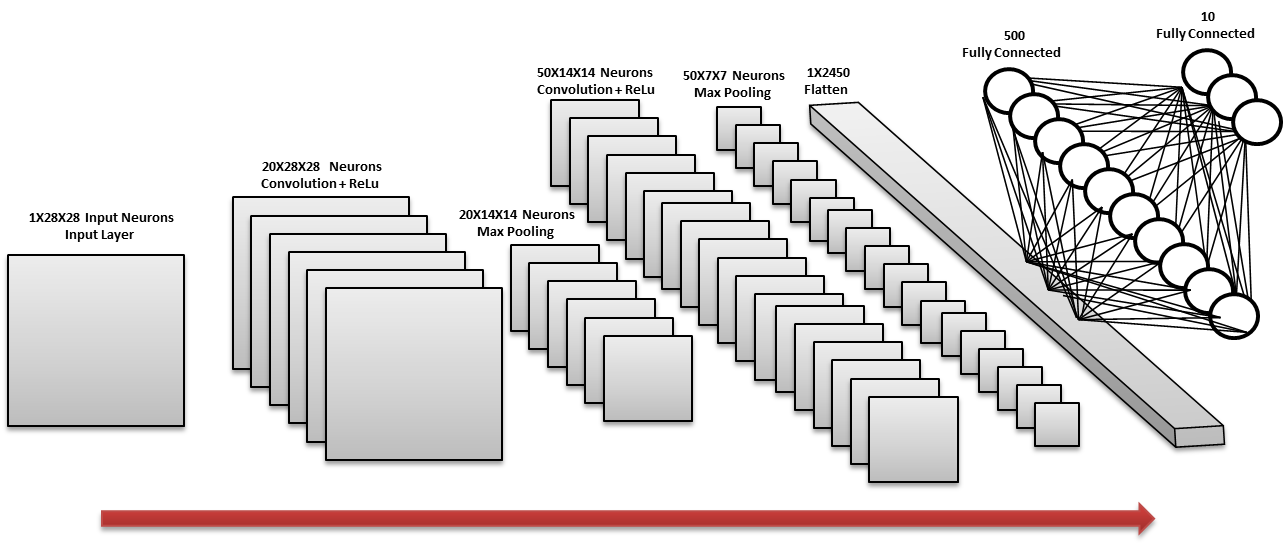 1X28X28 Input Neurons
Input Layer
20X28X28 Neurons
Convolution + ReLu
20X14X14 Neurons
Max Pooling
50X14X14 Neurons
Convolution + ReLu
50X7X7 Neurons
Max Pooling
1X2450
Flatten
500
Fully Connected
10
Fully Connected